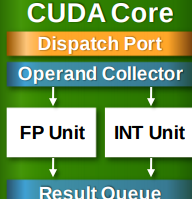 CUDA Core
Dispatch Port
Operand Collector
FP Unit INT Unit
Result Queue